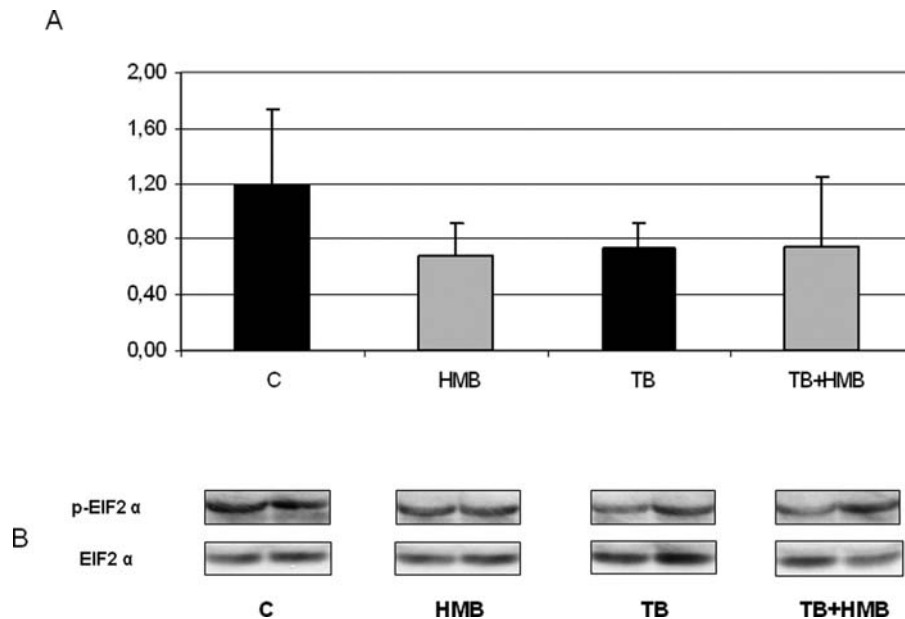 A
2,00
1,60
1,20
0,80
0,40
0,00
C HMB TB TB+HMB
p-EIF2 α
B
EIF2 α
C HMB TB TB+HMB